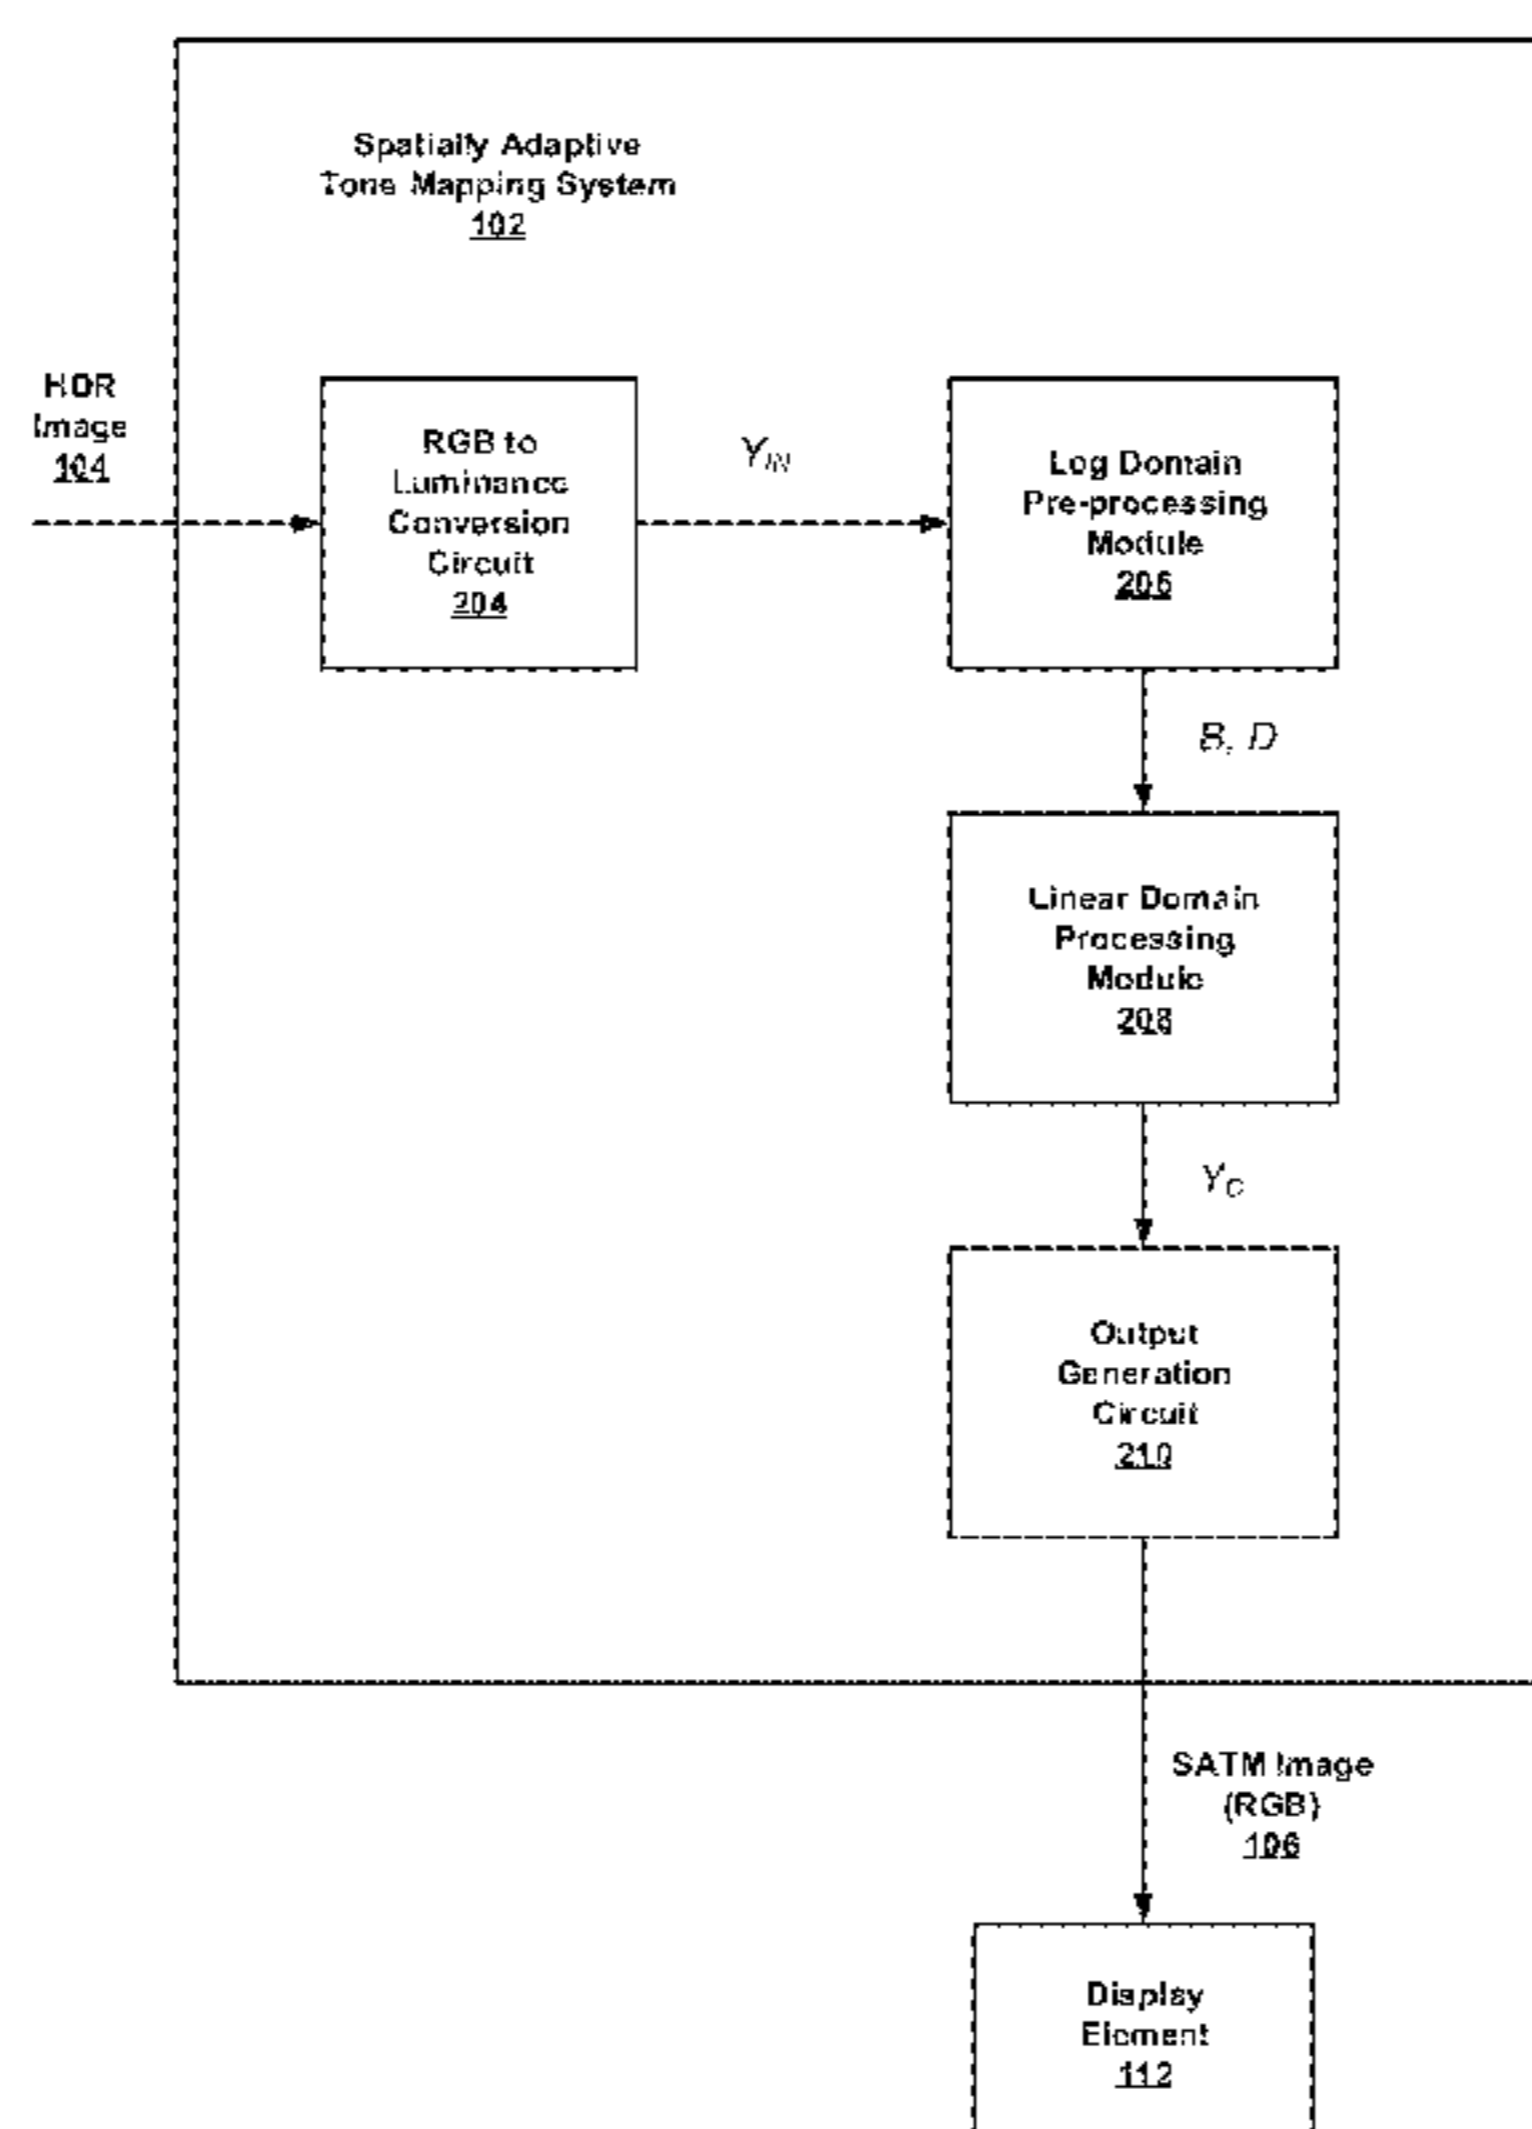 Spatially Adaptive
Tone Mapping System
102
HDR
Image
104
RGB to
Luminance
Conversion
Circuit
204
Y_IN
Log Domain
Pre-processing
Module
206
B, D
Linear Domain
Processing
Module
208
Y_C
Output
Generation
Circuit
210
SATM Image
(RGB)
106
Display
Element
112